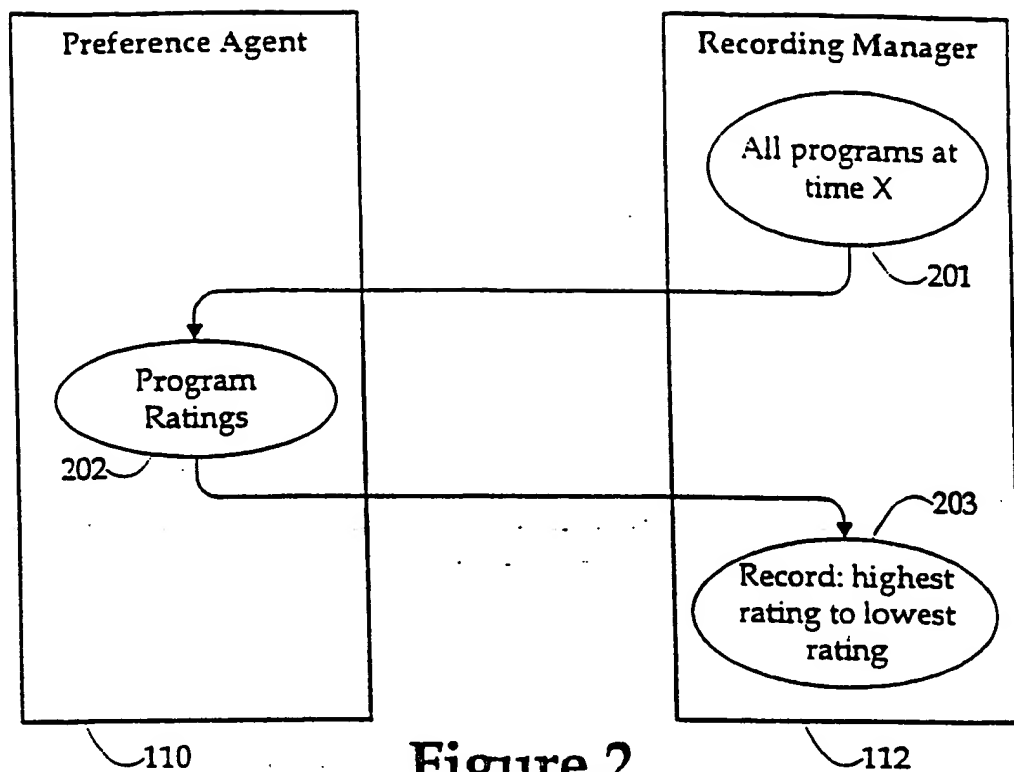 Preference Agent
Recording Manager
All programs at
time X
201
Program
Ratings
202
203
Record: highest
rating to lowest
rating
110
112
Figure 2